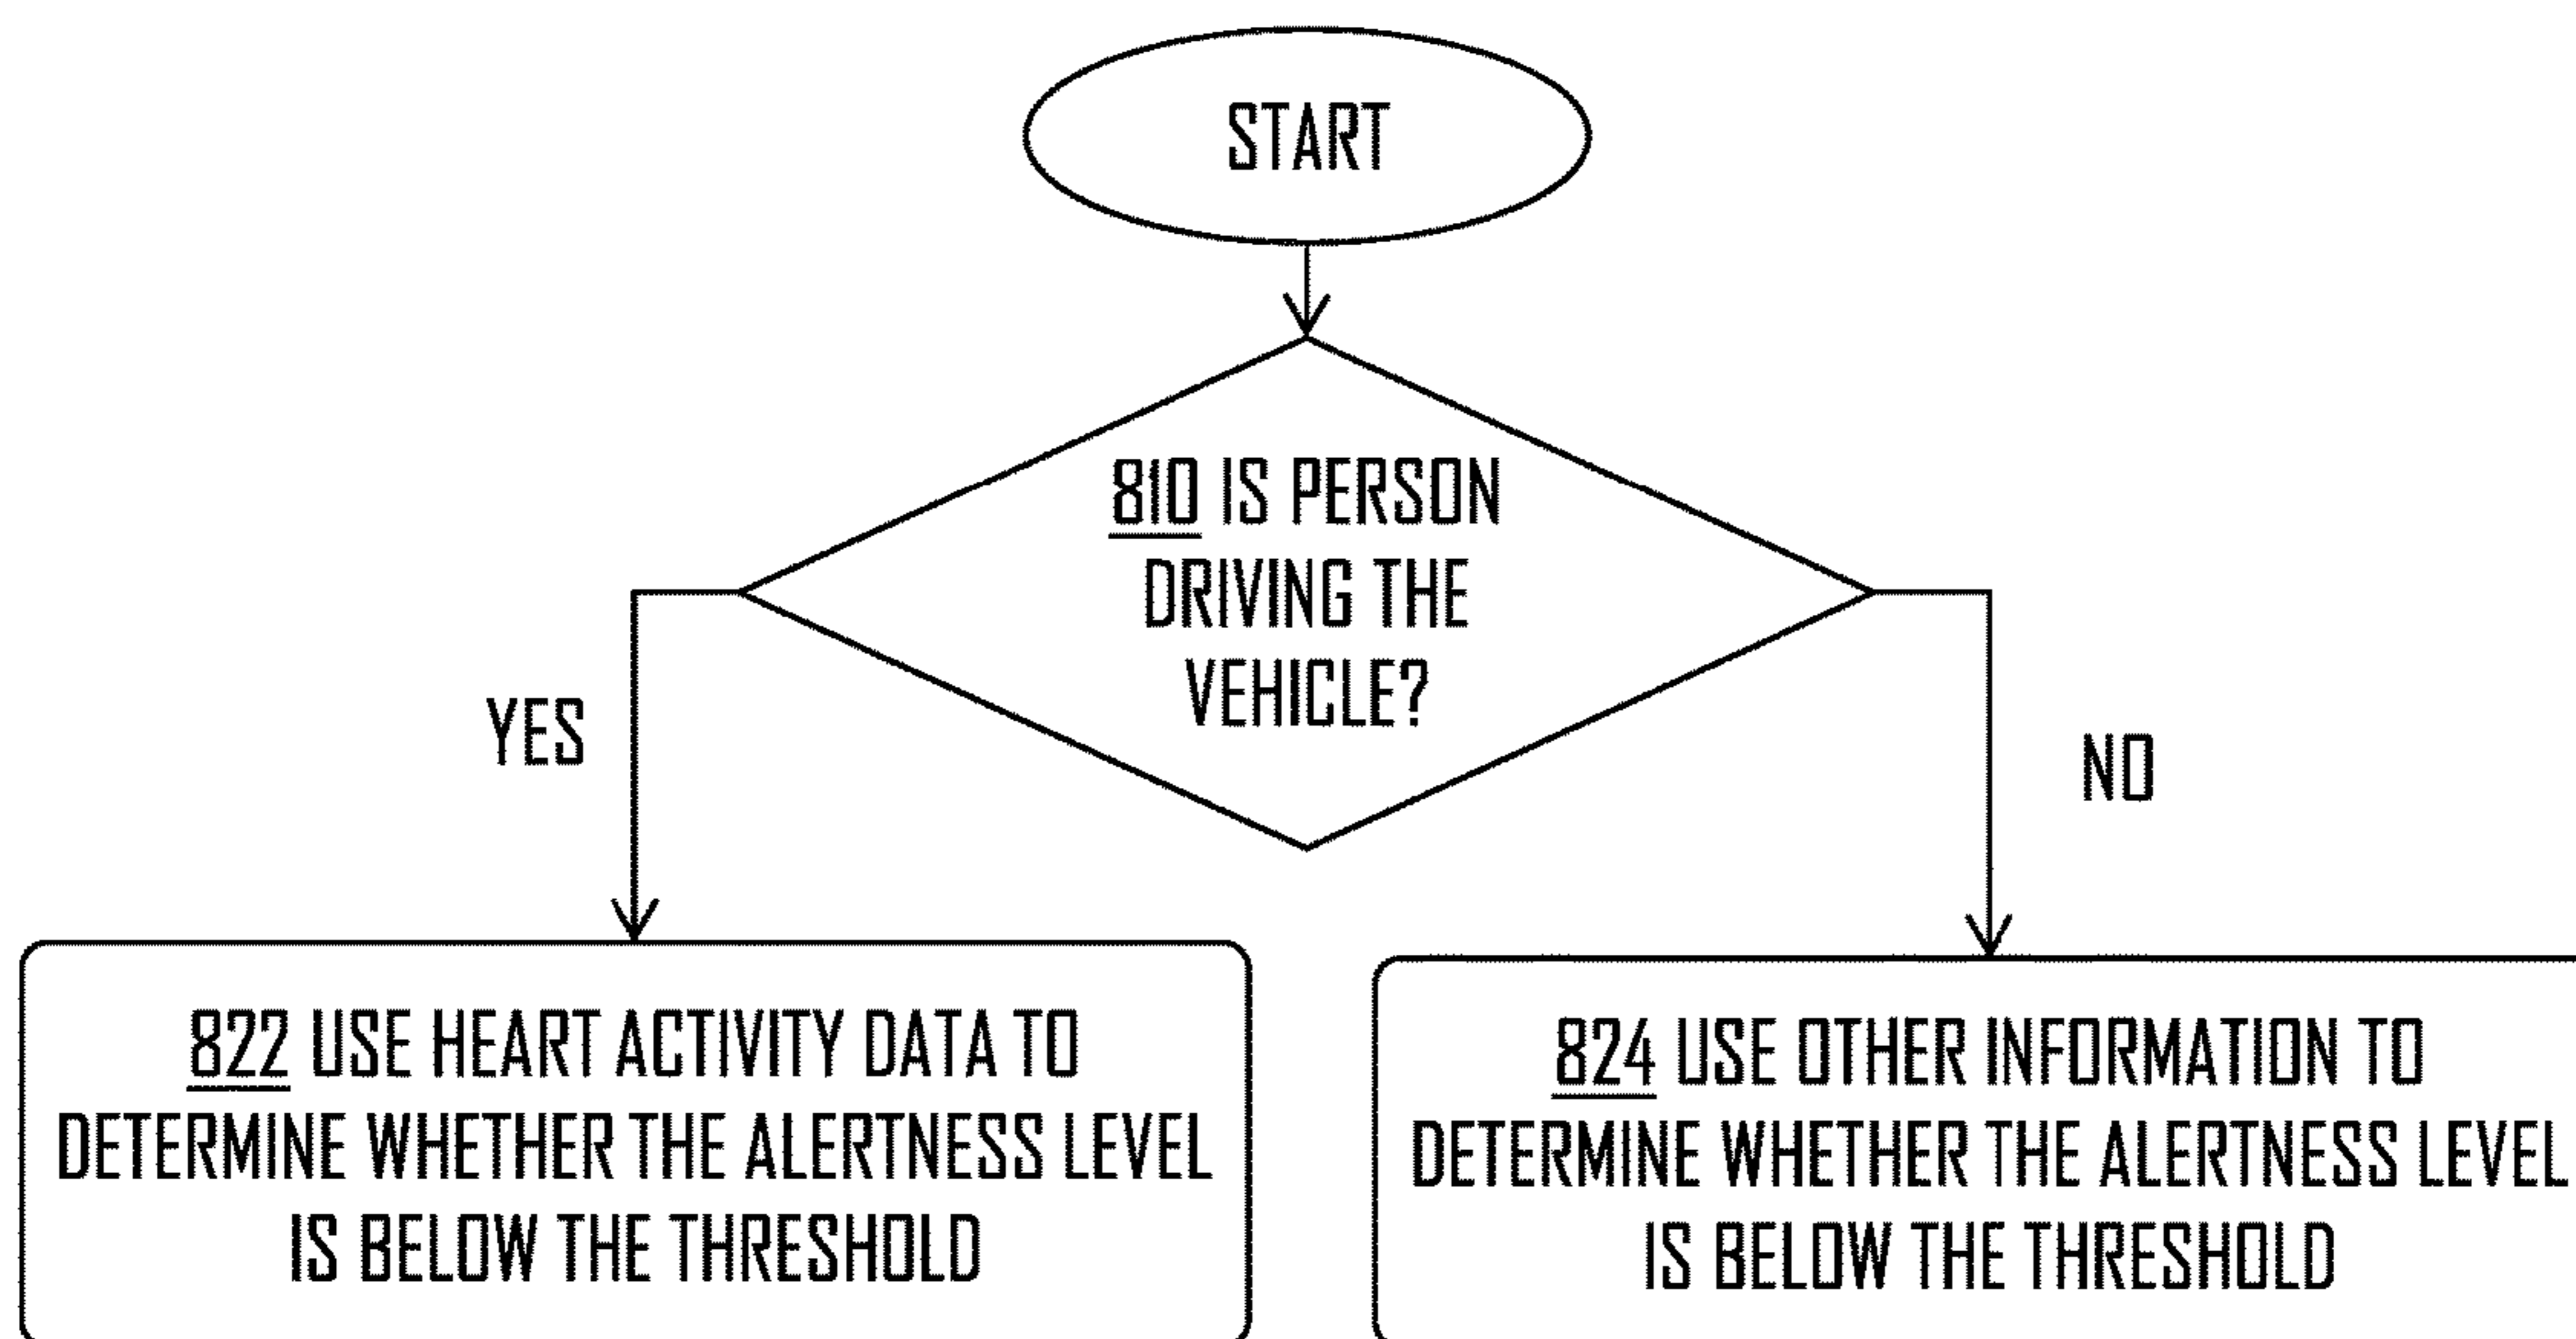 START
810 IS PERSON
DRIVING THE
VEHICLE?
YES
NO
822 USE HEART ACTIVITY DATA TO
DETERMINE WHETHER THE ALERTNESS LEVEL
IS BELOW THE THRESHOLD
824 USE OTHER INFORMATION TO
DETERMINE WHETHER THE ALERTNESS LEVEL
IS BELOW THE THRESHOLD